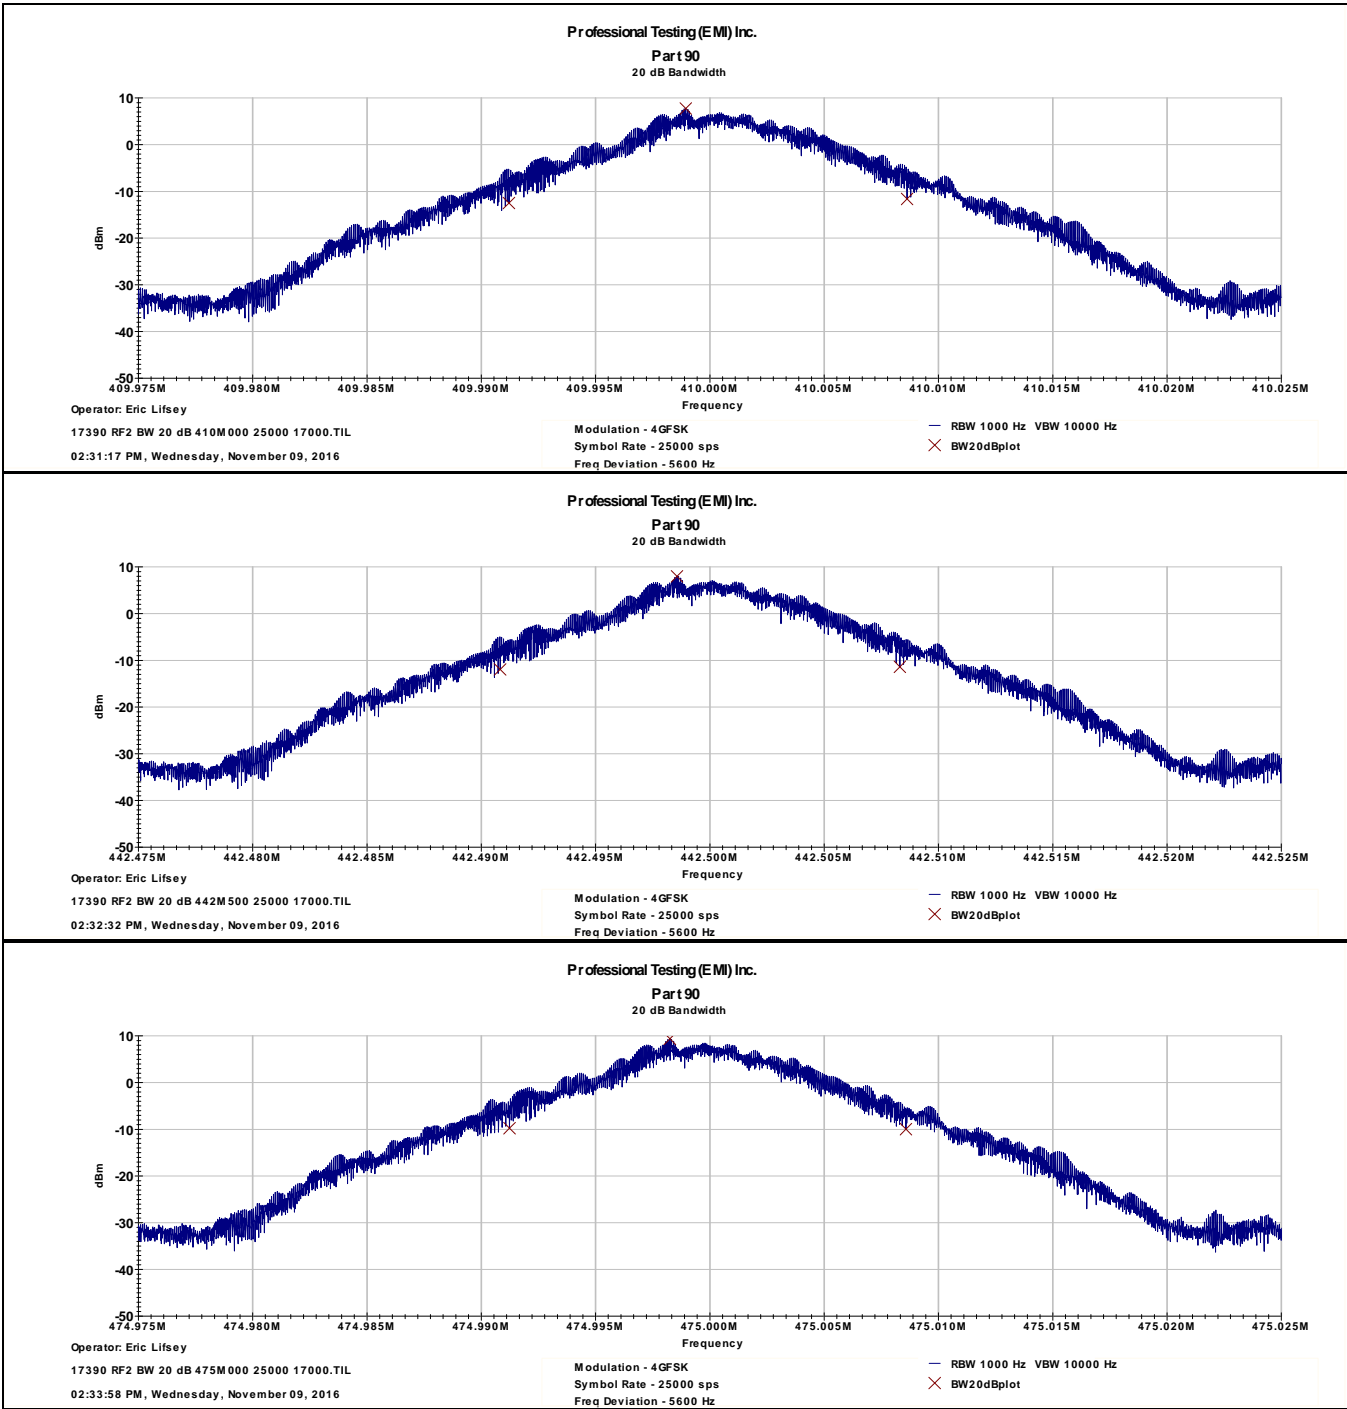 Professional Testing (EMI) Inc.
Part 90
20 dB Bandwidth
10
0
-10
-20
-30
-40
-50
dBm
409.975M 409.980M 409.985M 409.990M 409.995M 410.000M 410.005M 410.010M 410.015M 410.020M 410.025M
Frequency
Operator: Eric Lifsey
17390 RF2 BW 20 dB 410M000 25000 17000.TIL
02:31:17 PM, Wednesday, November 09, 2016
Modulation - 4GFSK
Symbol Rate - 25000 sps
Freq Deviation - 5600 Hz
RBW 1000 Hz VBW 10000 Hz
BW20dBplot
Professional Testing (EMI) Inc.
Part 90
20 dB Bandwidth
10
0
-10
-20
-30
-40
-50
dBm
442.475M 442.480M 442.485M 442.490M 442.495M 442.500M 442.505M 442.510M 442.515M 442.520M 442.525M
Frequency
Operator: Eric Lifsey
17390 RF2 BW 20 dB 442M500 25000 17000.TIL
02:32:32 PM, Wednesday, November 09, 2016
Modulation - 4GFSK
Symbol Rate - 25000 sps
Freq Deviation - 5600 Hz
RBW 1000 Hz VBW 10000 Hz
BW20dBplot
Professional Testing (EMI) Inc.
Part 90
20 dB Bandwidth
10
0
-10
-20
-30
-40
-50
dBm
474.975M 474.980M 474.985M 474.990M 474.995M 475.000M 475.005M 475.010M 475.015M 475.020M 475.025M
Frequency
Operator: Eric Lifsey
17390 RF2 BW 20 dB 475M000 25000 17000.TIL
02:33:58 PM, Wednesday, November 09, 2016
Modulation - 4GFSK
Symbol Rate - 25000 sps
Freq Deviation - 5600 Hz
RBW 1000 Hz VBW 10000 Hz
BW20dBplot